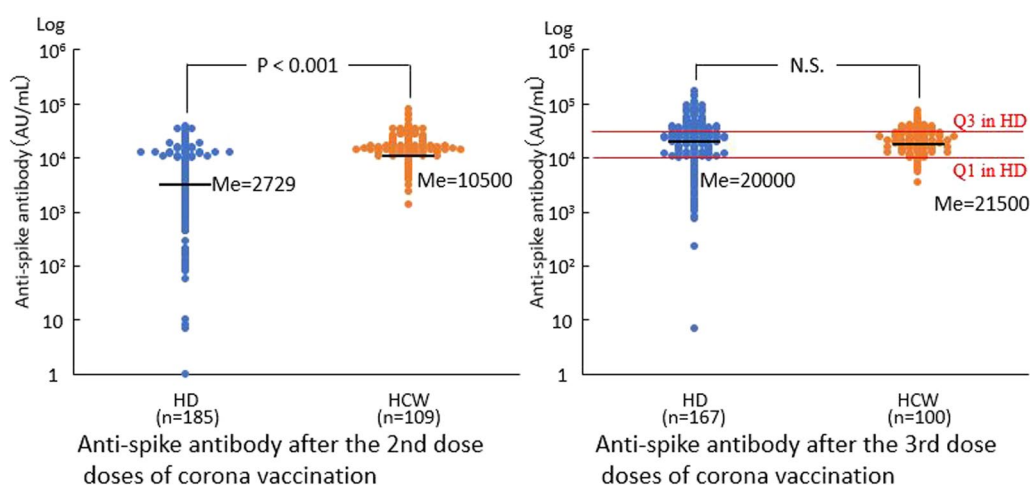 Log
10⁶
10⁵
10⁴
10³
10²
10
1
Anti-spike antibody (AU/mL)
P < 0.001
Me=2729
Me=10500
HD
(n=185)
HCW
(n=109)
Anti-spike antibody after the 2nd dose
doses of corona vaccination
Log
10⁶
10⁵
10⁴
10³
10²
10
1
Anti-spike antibody (AU/mL)
N.S.
Q3 in HD
Q1 in HD
Me=20000
Me=21500
HD
(n=167)
HCW
(n=100)
Anti-spike antibody after the 3rd dose
doses of corona vaccination